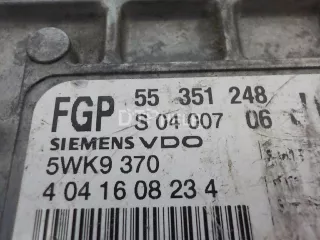 FGP 55 351 248
S 04 007 06
SIEMENS VDO
5WK9 370
4 04 16 08 23 4